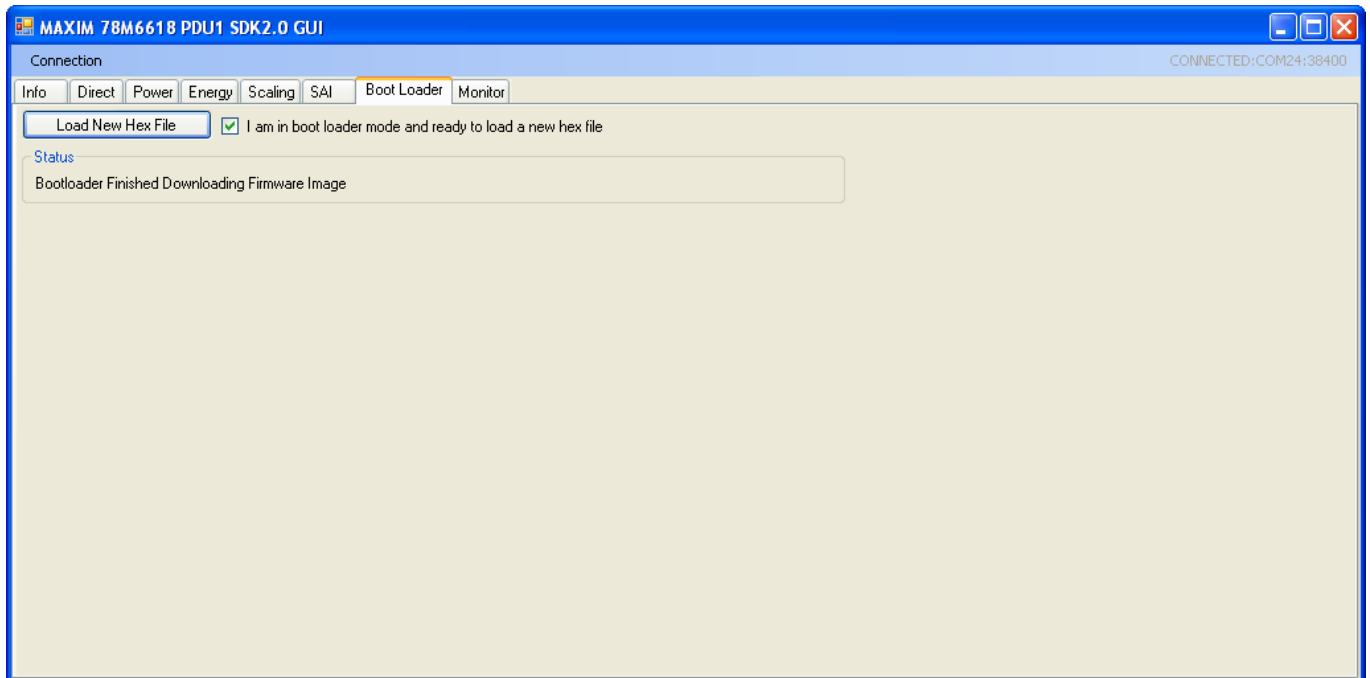 MAXIM 78M6618 PDU1 SDK2.0 GUI
Connection CONNECTED:COM24:38400
Info Direct Power Energy Scaling SAI Boot Loader Monitor
Load New Hex File I am in boot loader mode and ready to load a new hex file
Status
Bootloader Finished Downloading Firmware Image